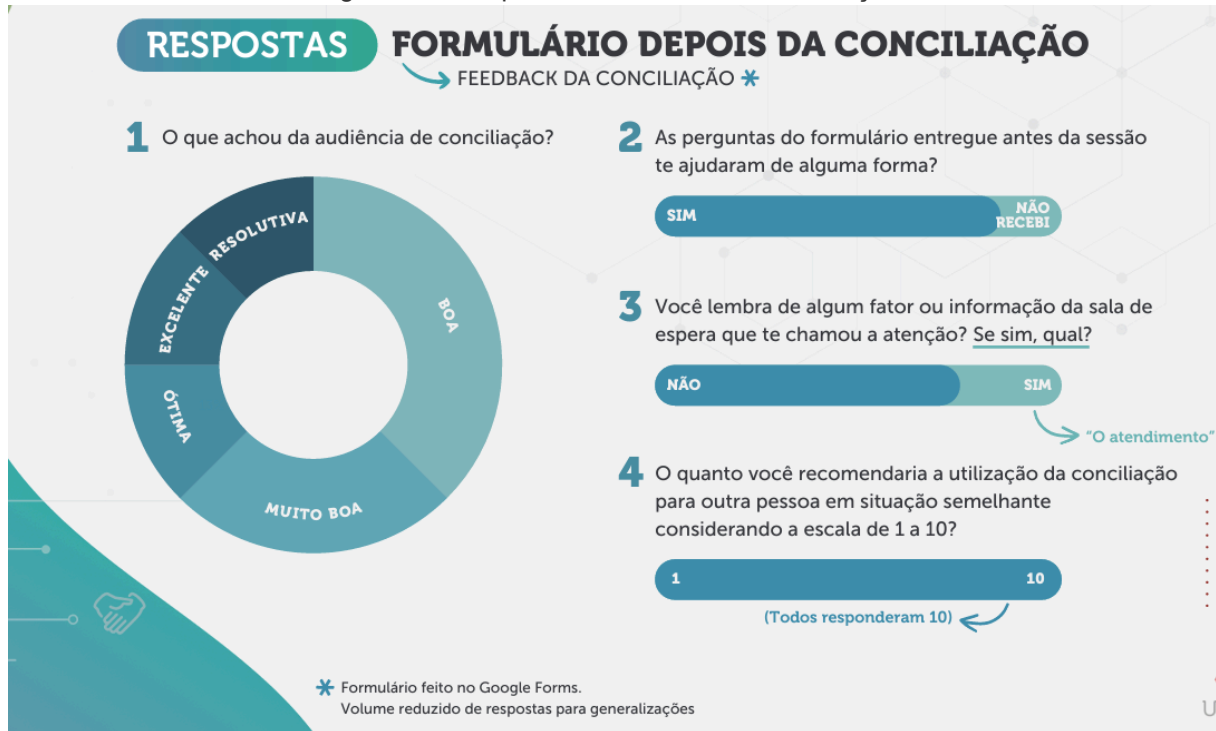 RESPOSTAS FORMULÁRIO DEPOIS DA CONCILIAÇÃO
FEEDBACK DA CONCILIAÇÃO *
1 O que achou da audiência de conciliação?
RESOLUTIVA
EXCELENTE
ÓTIMA
MUITO BOA
BOA
2 As perguntas do formulário entregue antes da sessão
te ajudaram de alguma forma?
SIM
NÃO
RECEBI
3 Você lembra de algum fator ou informação da sala de
espera que te chamou a atenção? Se sim, qual?
NÃO SIM
"O atendimento"
4 O quanto você recomendaria a utilização da conciliação
para outra pessoa em situação semelhante
considerando a escala de 1 a 10?
1 10
(Todos responderam 10)
* Formulário feito no Google Forms.
Volume reduzido de respostas para generalizações